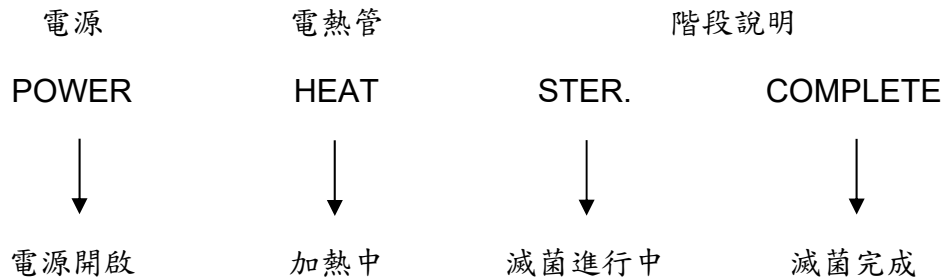 電源 電熱管 階段說明
POWER HEAT STER. COMPLETE
電源開啟 加熱中 滅菌進行中 滅菌完成